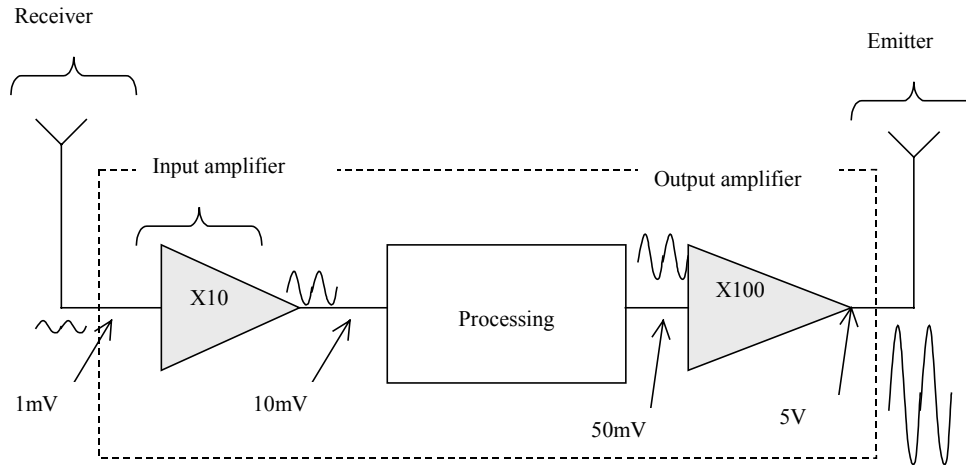 Receiver
Emitter
Input amplifier
Output amplifier
X10
X100
Processing
1mV
10mV
50mV
5V